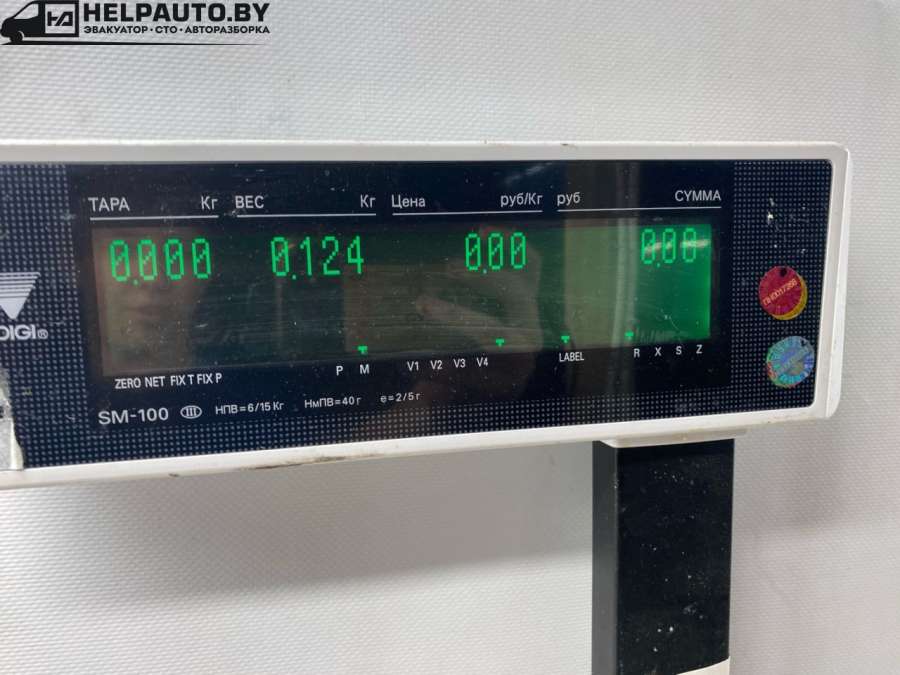 HELPAUTO.BY
ЭВАКУАТОР·СТО·АВТОРАЗБОРКА
ТАРА Кг ВЕС Кг Цена руб/Кг руб СУММА
0.000 0.124 0.00 0.00
DIGI®
P M V1 V2 V3 V4 LABEL R X S Z
ZERO NET FIX T FIX P
SM-100 III НПВ=6/15 Кг НмПВ=40 г e=2/5 г